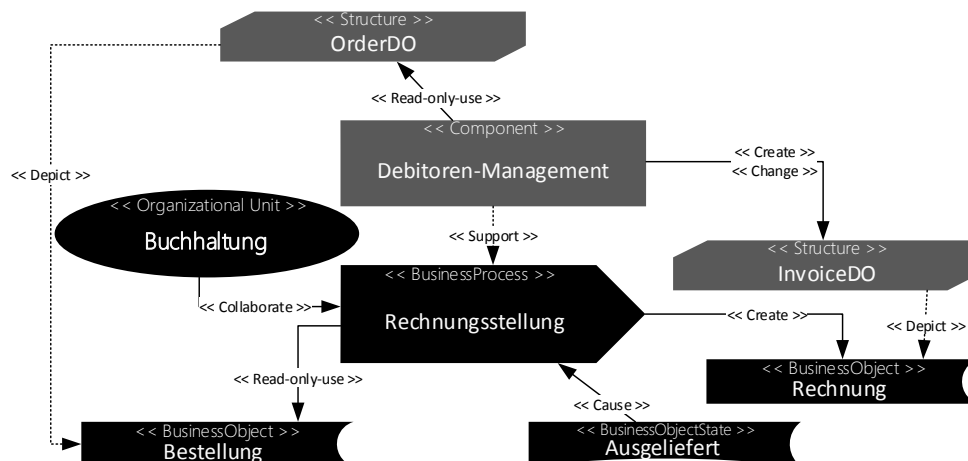 << Structure >>
OrderDO
<< Read-only-use >>
<< Component >>
Debitoren-Management
<< Create >>
<< Change >>
<< Depict >>
<< Organizational Unit >>
Buchhaltung
<< Support >>
<< Structure >>
InvoiceDO
<< BusinessProcess >>
Rechnungsstellung
<< Collaborate >>
<< Create >>
<< Depict >>
<< Read-only-use >>
<< BusinessObject >>
Rechnung
<< Cause >>
<< BusinessObject >>
Bestellung
<< BusinessObjectState >>
Ausgeliefert